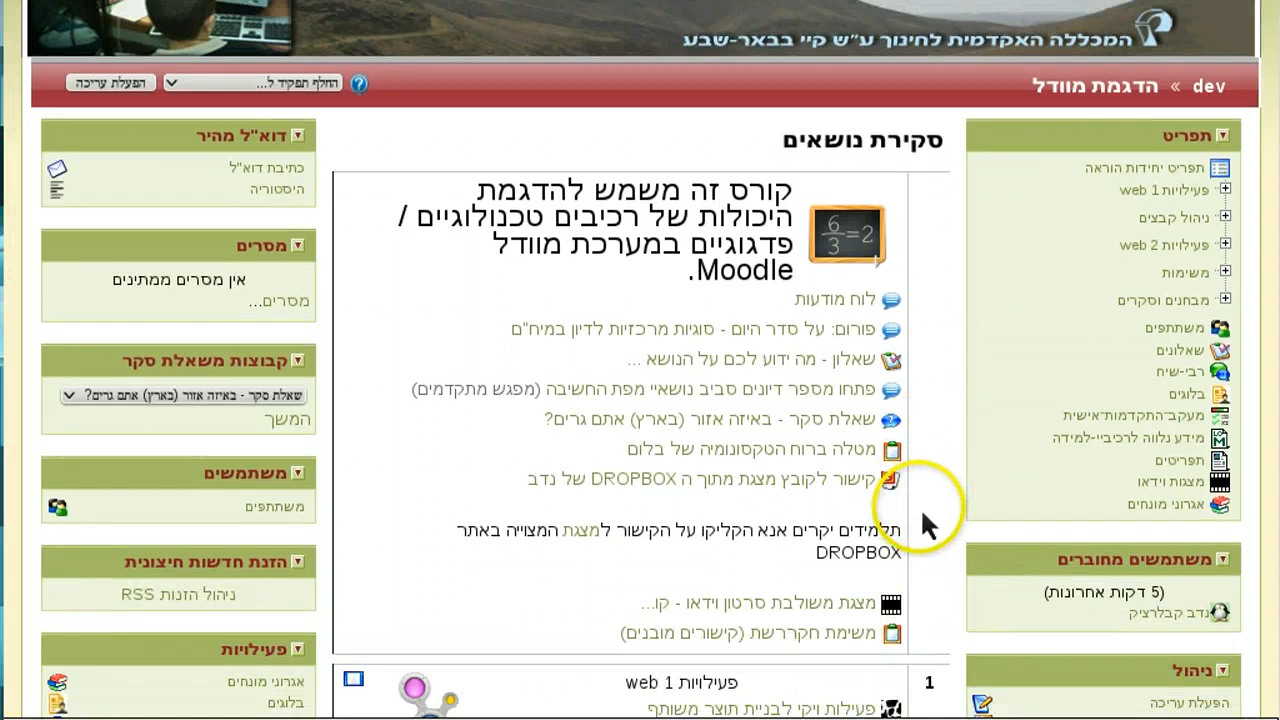 המכללה האקדמית לחינוך ע"ש קיי בבאר-שבע
dev » הדגמת מוודל
החלף תפקיד ל...
הפעלת עריכה
תפריט
תפריט יחידות הוראה
פעילויות web 1
ניהול קבצים
פעילויות web 2
משימות
מבחנים וסקרים
משתתפים
שאלונים
רבי-שיח
בלוגים
מעקב-התקדמות-אישית
מידע נלווה לרכיבי-למידה
תפריטים
מצגות וידאו
אגרוני מונחים
משתמשים מחוברים
(5 דקות אחרונות)
נדב קבלרציק
ניהול
הפעלת עריכה
סקירת נושאים
קורס זה משמש להדגמת
היכולות של רכיבים טכנולוגיים /
פדגוגיים במערכת מוודל
Moodle.
6/3=2
לוח מודעות
פורום: על סדר היום - סוגיות מרכזיות לדיון במיח"ם
שאלון - מה ידוע לכם על הנושא ...
פתחו מספר דיונים סביב נושאיי מפת החשיבה (מפגש מתקדמים)
שאלת סקר - באיזה אזור (בארץ) אתם גרים?
מטלה ברוח הטקסונומיה של בלום
קישור לקובץ מצגת מתוך ה DROPBOX של נדב
תלמידים יקרים אנא הקליקו על הקישור למצגת המצוייה באתר
DROPBOX
מצגת משולבת סרטון וידאו - קו...
משימת חקררשת (קישורים מובנים)
1
פעילויות web 1
פעילות ויקי לבניית תוצר משותף
דוא"ל מהיר
כתיבת דוא"ל
היסטוריה
מסרים
אין מסרים ממתינים
מסרים...
קבוצות משאלת סקר
שאלת סקר - באיזה אזור (בארץ) אתם גרים?
המשך
משתמשים
משתתפים
הזנת חדשות חיצונית
ניהול הזנות RSS
פעילויות
אגרוני מונחים
בלוגים